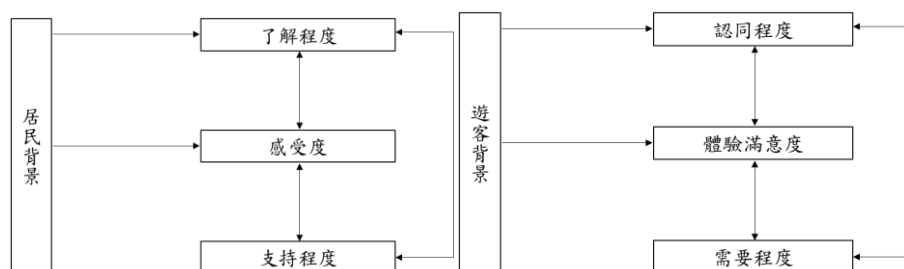 居民背景
了解程度
感受度
支持程度
遊客背景
認同程度
體驗滿意度
需要程度